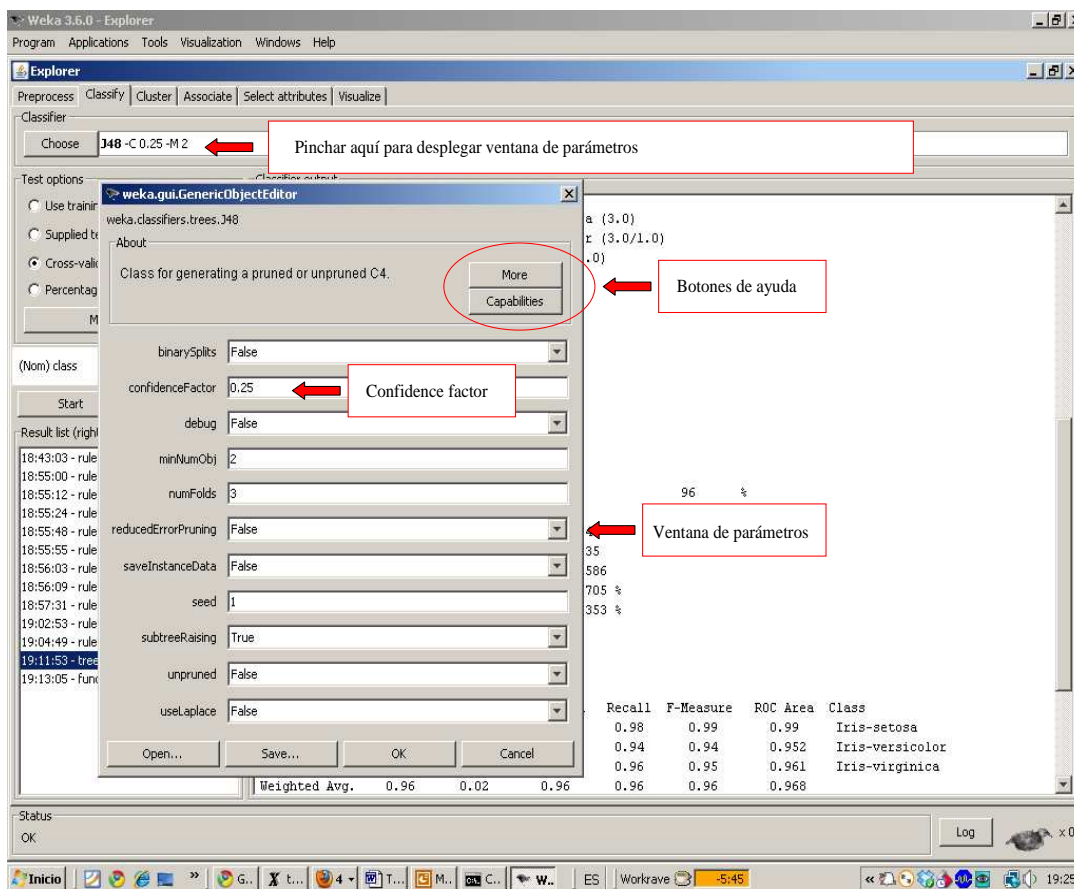 Weka 3.6.0 - Explorer
Program Applications Tools Visualization Windows Help
Explorer
Preprocess Classify Cluster Associate Select attributes Visualize
Classifier
Choose J48 -C 0.25 -M 2
Pinchar aquí para desplegar ventana de parámetros
Test options
Classifier output
Use trainin
Supplied te
Cross-valid
Percentag
M
(Nom) class
Start
Result list (right
18:43:03 - rule
18:55:00 - rule
18:55:12 - rule
18:55:24 - rule
18:55:48 - rule
18:55:55 - rule
18:56:03 - rule
18:56:09 - rule
18:57:31 - rule
19:02:53 - rule
19:04:49 - rule
19:11:53 - tree
19:13:05 - func
weka.gui.GenericObjectEditor
weka.classifiers.trees.J48
About
Class for generating a pruned or unpruned C4.
More
Capabilities
Botones de ayuda
binarySplits False
confidenceFactor 0.25
Confidence factor
debug False
minNumObj 2
numFolds 3
reducedErrorPruning False
Ventana de parámetros
saveInstanceData False
seed 1
subtreeRaising True
unpruned False
useLaplace False
Open... Save... OK Cancel
a (3.0)
r (3.0/1.0)
.0)
96 %
35
586
705 %
353 %
Recall F-Measure ROC Area Class
0.98 0.99 0.99 Iris-setosa
0.94 0.94 0.952 Iris-versicolor
0.96 0.95 0.961 Iris-virginica
Weighted Avg. 0.96 0.02 0.96 0.96 0.96 0.968
Status
OK
Log x 0
Inicio » G.. t... 4 T... M.. C.. W.. ES Workrave -5:45 « 19:25